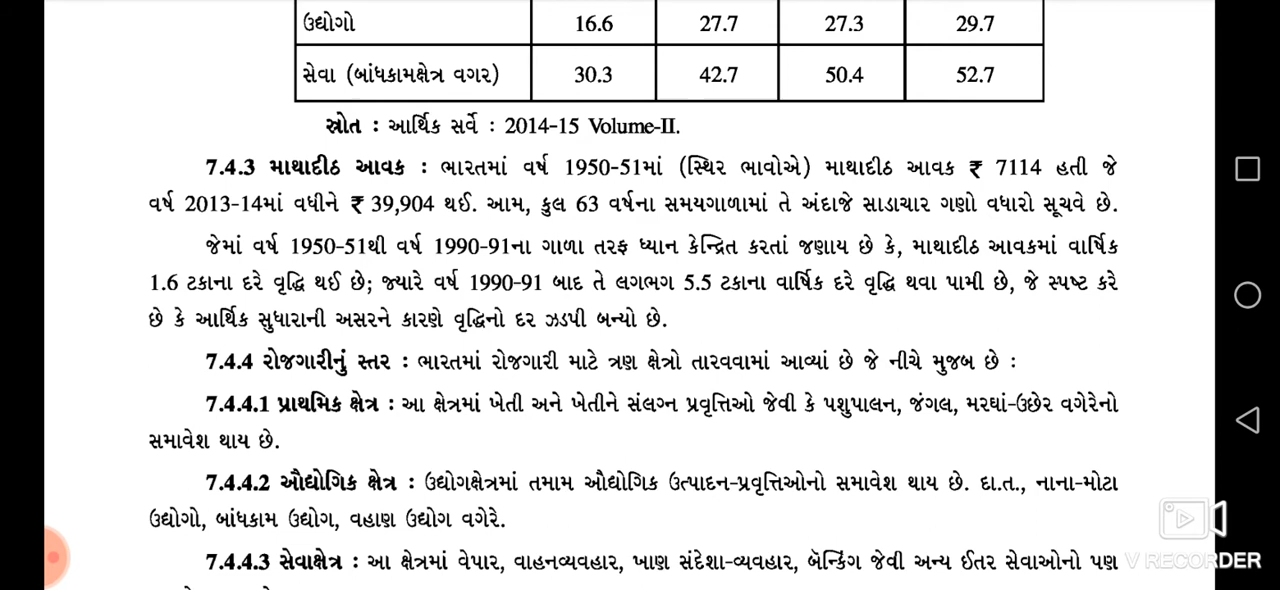 ઉદ્યોગો 16.6 27.7 27.3 29.7
સેવા (બાંધકામક્ષેત્ર વગર) 30.3 42.7 50.4 52.7
સ્રોત : આર્થિક સર્વે : 2014-15 Volume-II.
7.4.3 માથાદીઠ આવક : ભારતમાં વર્ષ 1950-51માં (સ્થિર ભાવોએ) માથાદીઠ આવક ₹ 7114 હતી જે
વર્ષ 2013-14માં વધીને ₹ 39,904 થઈ. આમ, કુલ 63 વર્ષના સમયગાળામાં તે અંદાજે સાડાચાર ગણો વધારો સૂચવે છે.
જેમાં વર્ષ 1950-51થી વર્ષ 1990-91ના ગાળા તરફ ધ્યાન કેન્દ્રિત કરતાં જણાય છે કે, માથાદીઠ આવકમાં વાર્ષિક
1.6 ટકાના દરે વૃદ્ધિ થઈ છે; જ્યારે વર્ષ 1990-91 બાદ તે લગભગ 5.5 ટકાના વાર્ષિક દરે વૃદ્ધિ થવા પામી છે, જે સ્પષ્ટ કરે
છે કે આર્થિક સુધારાની અસરને કારણે વૃદ્ધિનો દર ઝડપી બન્યો છે.
7.4.4 રોજગારીનું સ્તર : ભારતમાં રોજગારી માટે ત્રણ ક્ષેત્રો તારવવામાં આવ્યાં છે જે નીચે મુજબ છે :
7.4.4.1 પ્રાથમિક ક્ષેત્ર : આ ક્ષેત્રમાં ખેતી અને ખેતીને સંલગ્ન પ્રવૃત્તિઓ જેવી કે પશુપાલન, જંગલ, મરઘાં-ઉછેર વગેરેનો
સમાવેશ થાય છે.
7.4.4.2 ઔદ્યોગિક ક્ષેત્ર : ઉદ્યોગક્ષેત્રમાં તમામ ઔદ્યોગિક ઉત્પાદન-પ્રવૃત્તિઓનો સમાવેશ થાય છે. દા.ત., નાના-મોટા
ઉદ્યોગો, બાંધકામ ઉદ્યોગ, વહાણ ઉદ્યોગ વગેરે.
7.4.4.3 સેવાક્ષેત્ર : આ ક્ષેત્રમાં વેપાર, વાહનવ્યવહાર, ખાણ સંદેશા-વ્યવહાર, બૅન્કિંગ જેવી અન્ય ઈતર સેવાઓનો પણ
V RECORDER